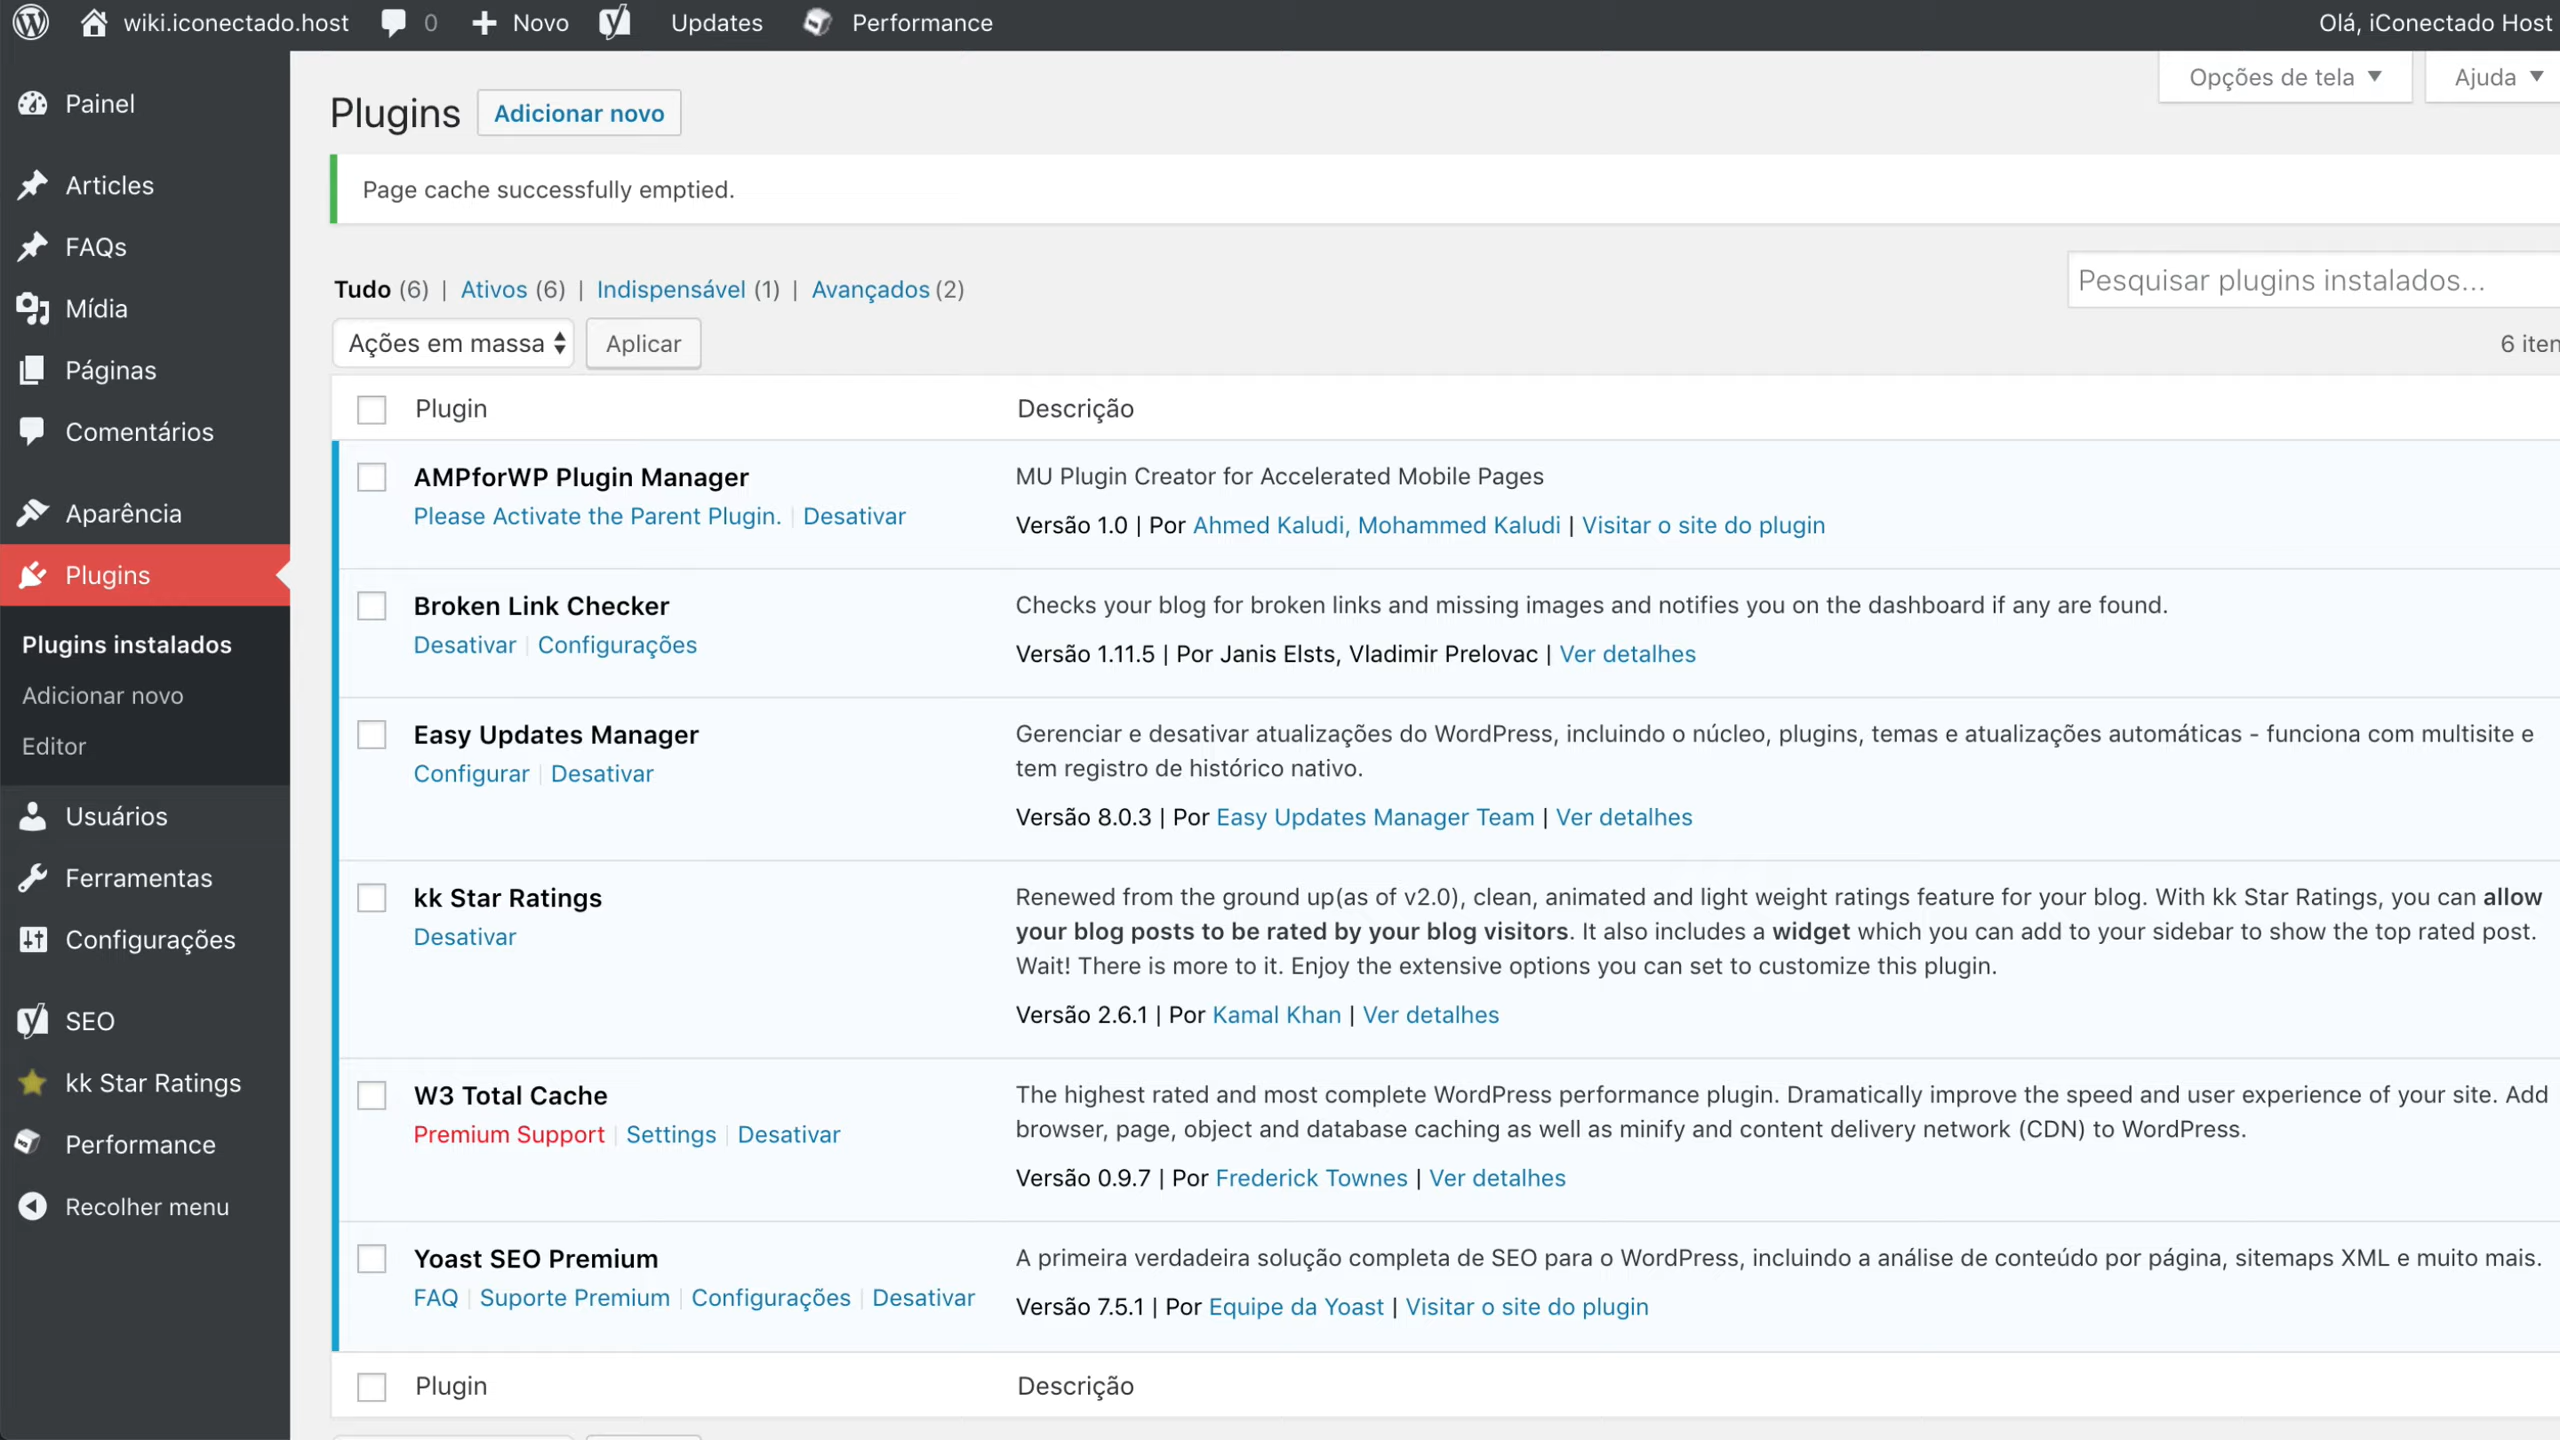 wiki.iconectado.host 0 Novo Updates Performance Olá, iConectado Host
Opções de tela Ajuda
Painel
Articles
FAQs
Mídia
Páginas
Comentários
Aparência
Plugins
Plugins instalados
Adicionar novo
Editor
Usuários
Ferramentas
Configurações
SEO
kk Star Ratings
Performance
Recolher menu
Plugins Adicionar novo
Page cache successfully emptied.
Tudo (6) | Ativos (6) | Indispensável (1) | Avançados (2)
Pesquisar plugins instalados...
Ações em massa Aplicar
6 iten
Plugin Descrição
AMPforWP Plugin Manager
Please Activate the Parent Plugin. | Desativar
MU Plugin Creator for Accelerated Mobile Pages
Versão 1.0 | Por Ahmed Kaludi, Mohammed Kaludi | Visitar o site do plugin
Broken Link Checker
Desativar | Configurações
Checks your blog for broken links and missing images and notifies you on the dashboard if any are found.
Versão 1.11.5 | Por Janis Elsts, Vladimir Prelovac | Ver detalhes
Easy Updates Manager
Configurar | Desativar
Gerenciar e desativar atualizações do WordPress, incluindo o núcleo, plugins, temas e atualizações automáticas - funciona com multisite e
tem registro de histórico nativo.
Versão 8.0.3 | Por Easy Updates Manager Team | Ver detalhes
kk Star Ratings
Desativar
Renewed from the ground up(as of v2.0), clean, animated and light weight ratings feature for your blog. With kk Star Ratings, you can allow
your blog posts to be rated by your blog visitors. It also includes a widget which you can add to your sidebar to show the top rated post.
Wait! There is more to it. Enjoy the extensive options you can set to customize this plugin.
Versão 2.6.1 | Por Kamal Khan | Ver detalhes
W3 Total Cache
Premium Support | Settings | Desativar
The highest rated and most complete WordPress performance plugin. Dramatically improve the speed and user experience of your site. Add
browser, page, object and database caching as well as minify and content delivery network (CDN) to WordPress.
Versão 0.9.7 | Por Frederick Townes | Ver detalhes
Yoast SEO Premium
FAQ | Suporte Premium | Configurações | Desativar
A primeira verdadeira solução completa de SEO para o WordPress, incluindo a análise de conteúdo por página, sitemaps XML e muito mais.
Versão 7.5.1 | Por Equipe da Yoast | Visitar o site do plugin
Plugin Descrição